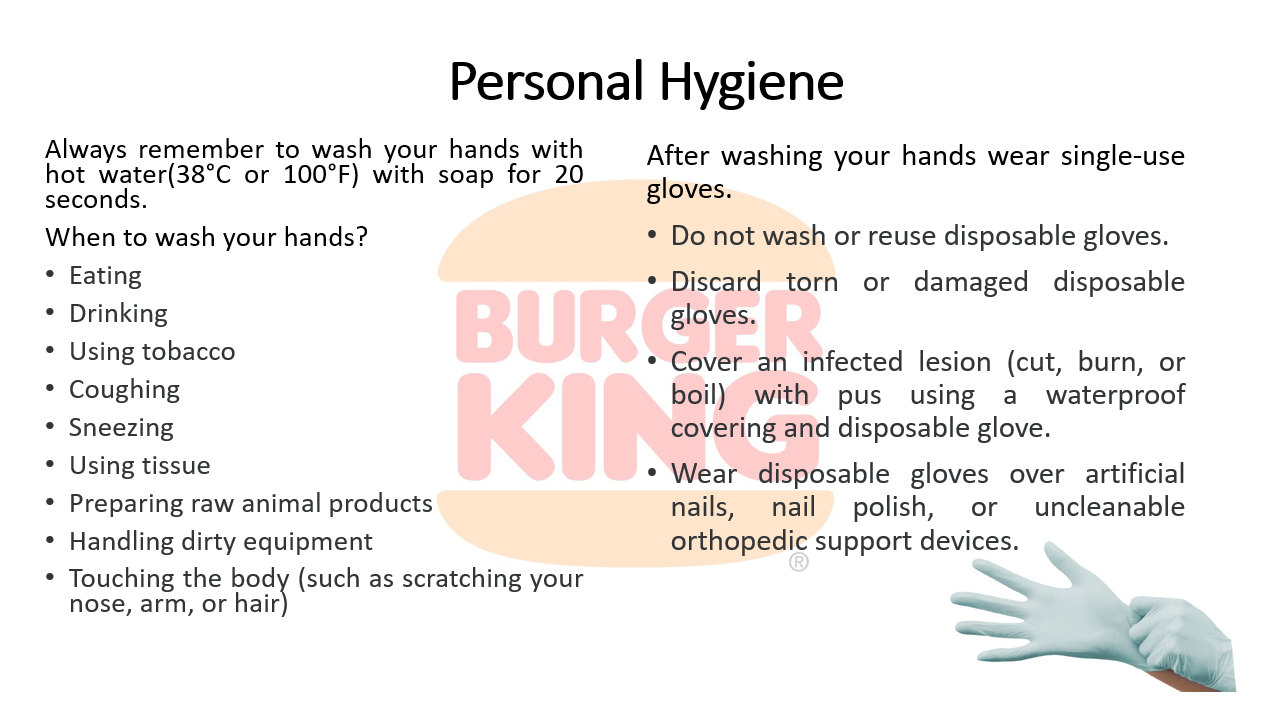 Personal Hygiene
Always remember to wash your hands with
hot water(38°C or 100°F) with soap for 20
seconds.
When to wash your hands?
• Eating
• Drinking
• Using tobacco
• Coughing
• Sneezing
• Using tissue
• Preparing raw animal products
• Handling dirty equipment
• Touching the body (such as scratching your
nose, arm, or hair)
After washing your hands wear single-use
gloves.
• Do not wash or reuse disposable gloves.
• Discard torn or damaged disposable
gloves.
• Cover an infected lesion (cut, burn, or
boil) with pus using a waterproof
covering and disposable glove.
• Wear disposable gloves over artificial
nails, nail polish, or uncleanable
orthopedic support devices.
BURGER
KING
®